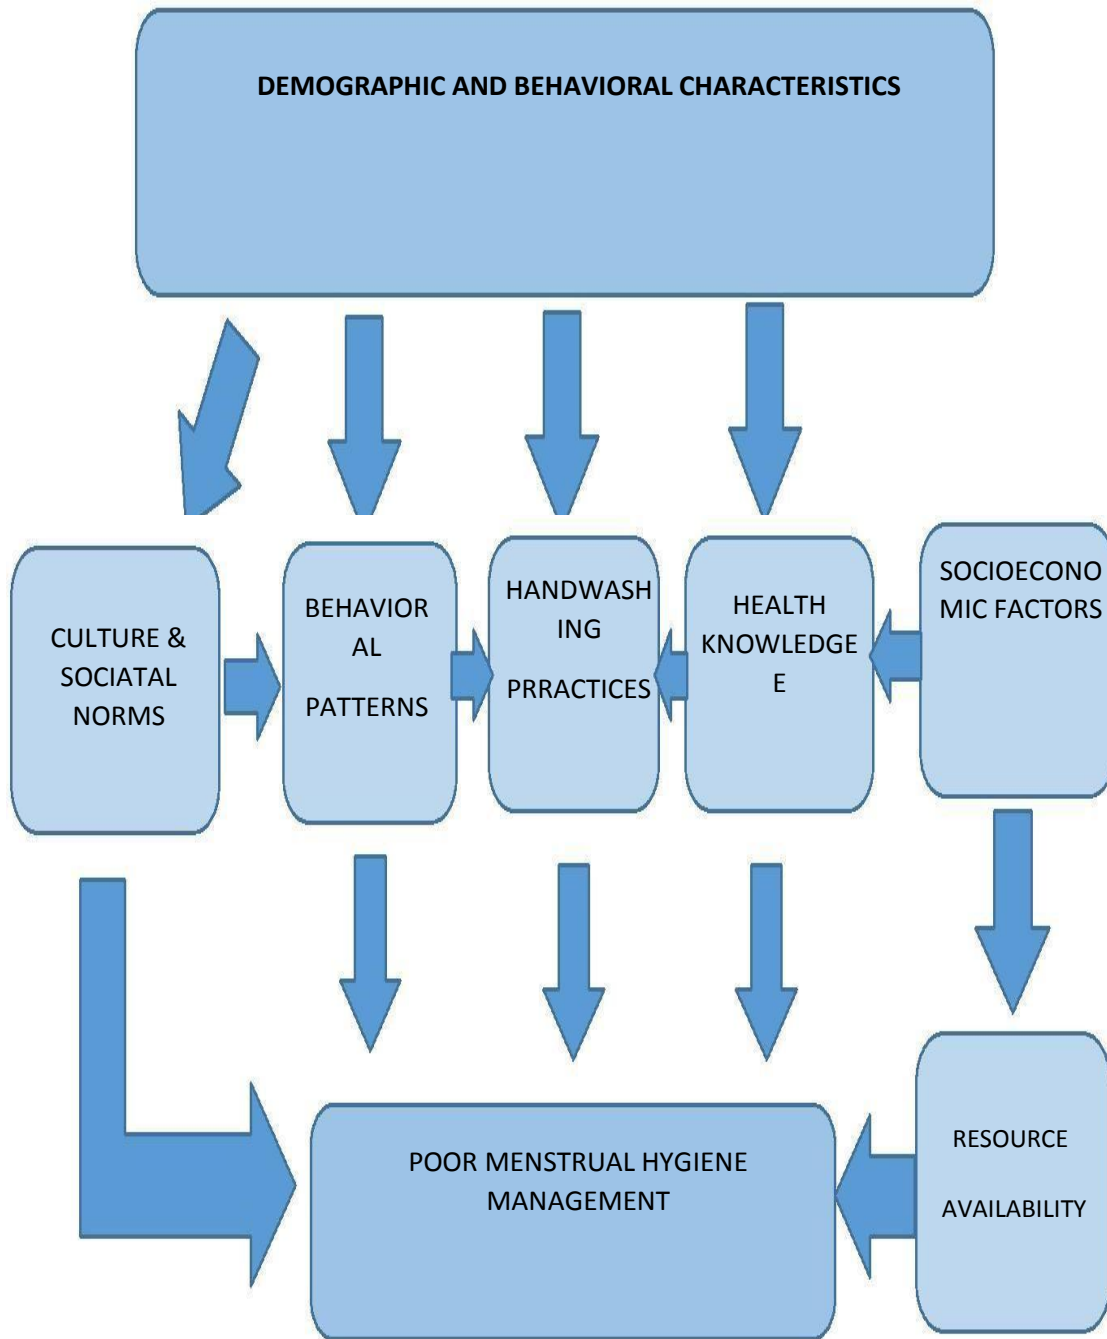 DEMOGRAPHIC AND BEHAVIORAL CHARACTERISTICS
CULTURE &
SOCIATAL
NORMS
BEHAVIOR
AL
PATTERNS
HANDWASH
ING
PRRACTICES
HEALTH
KNOWLEDGE
E
SOCIOECONO
MIC FACTORS
POOR MENSTRUAL HYGIENE
MANAGEMENT
RESOURCE
AVAILABILITY